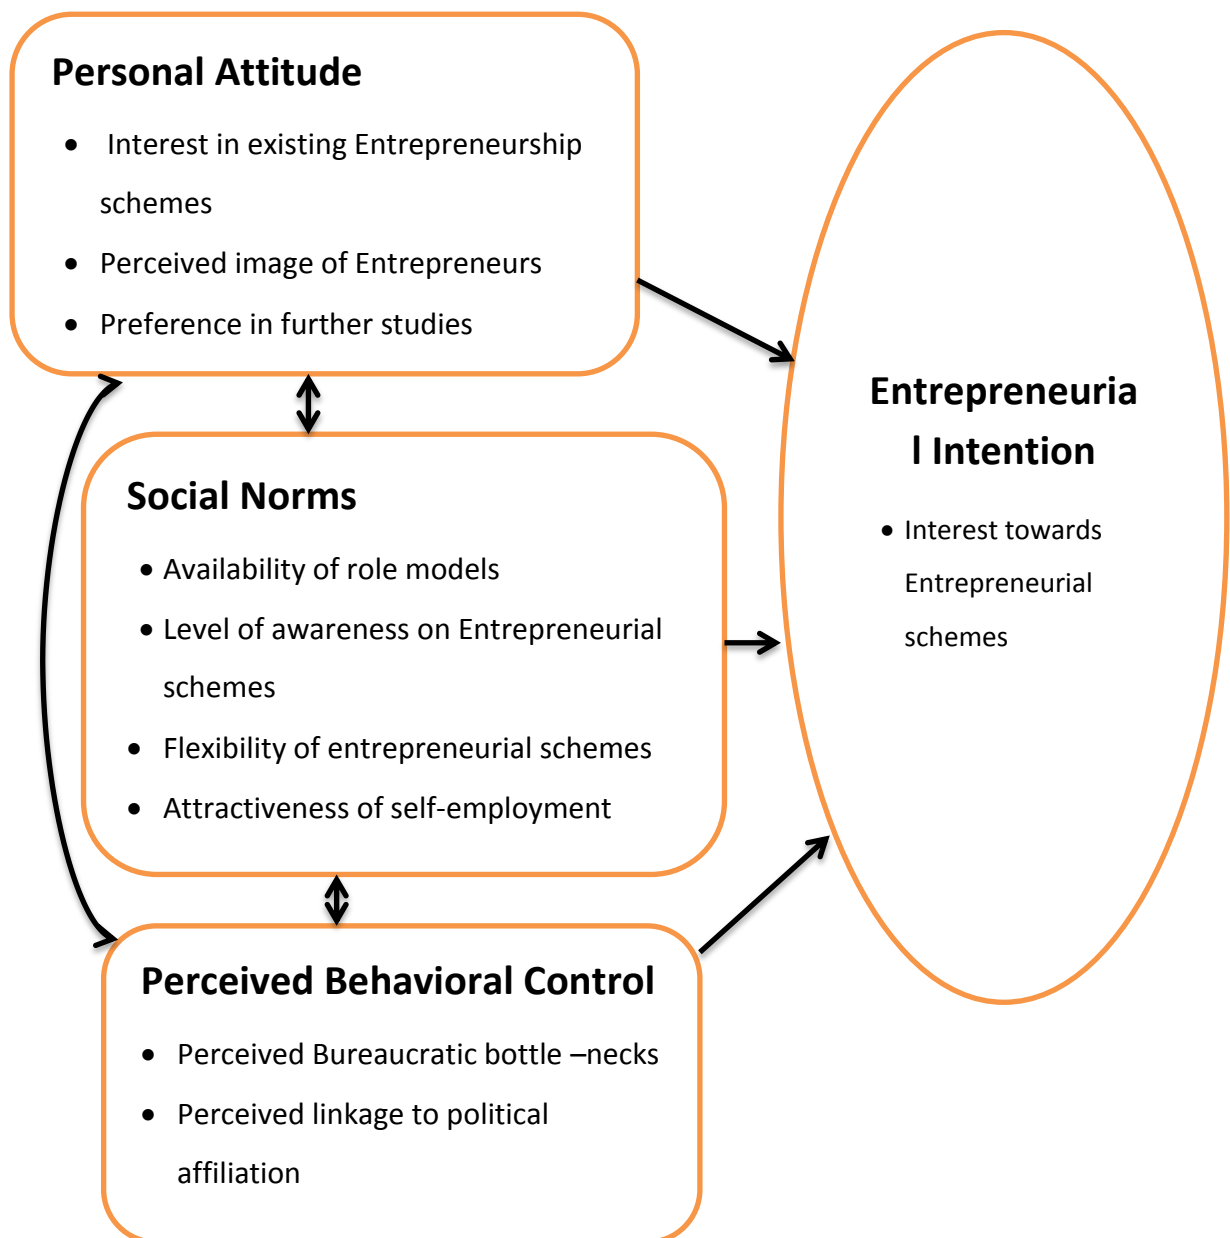 Personal Attitude
• Interest in existing Entrepreneurship
schemes
• Perceived image of Entrepreneurs
• Preference in further studies
Social Norms
• Availability of role models
• Level of awareness on Entrepreneurial
schemes
• Flexibility of entrepreneurial schemes
• Attractiveness of self-employment
Perceived Behavioral Control
• Perceived Bureaucratic bottle –necks
• Perceived linkage to political
affiliation
Entrepreneuria
l Intention
• Interest towards
Entrepreneurial
schemes